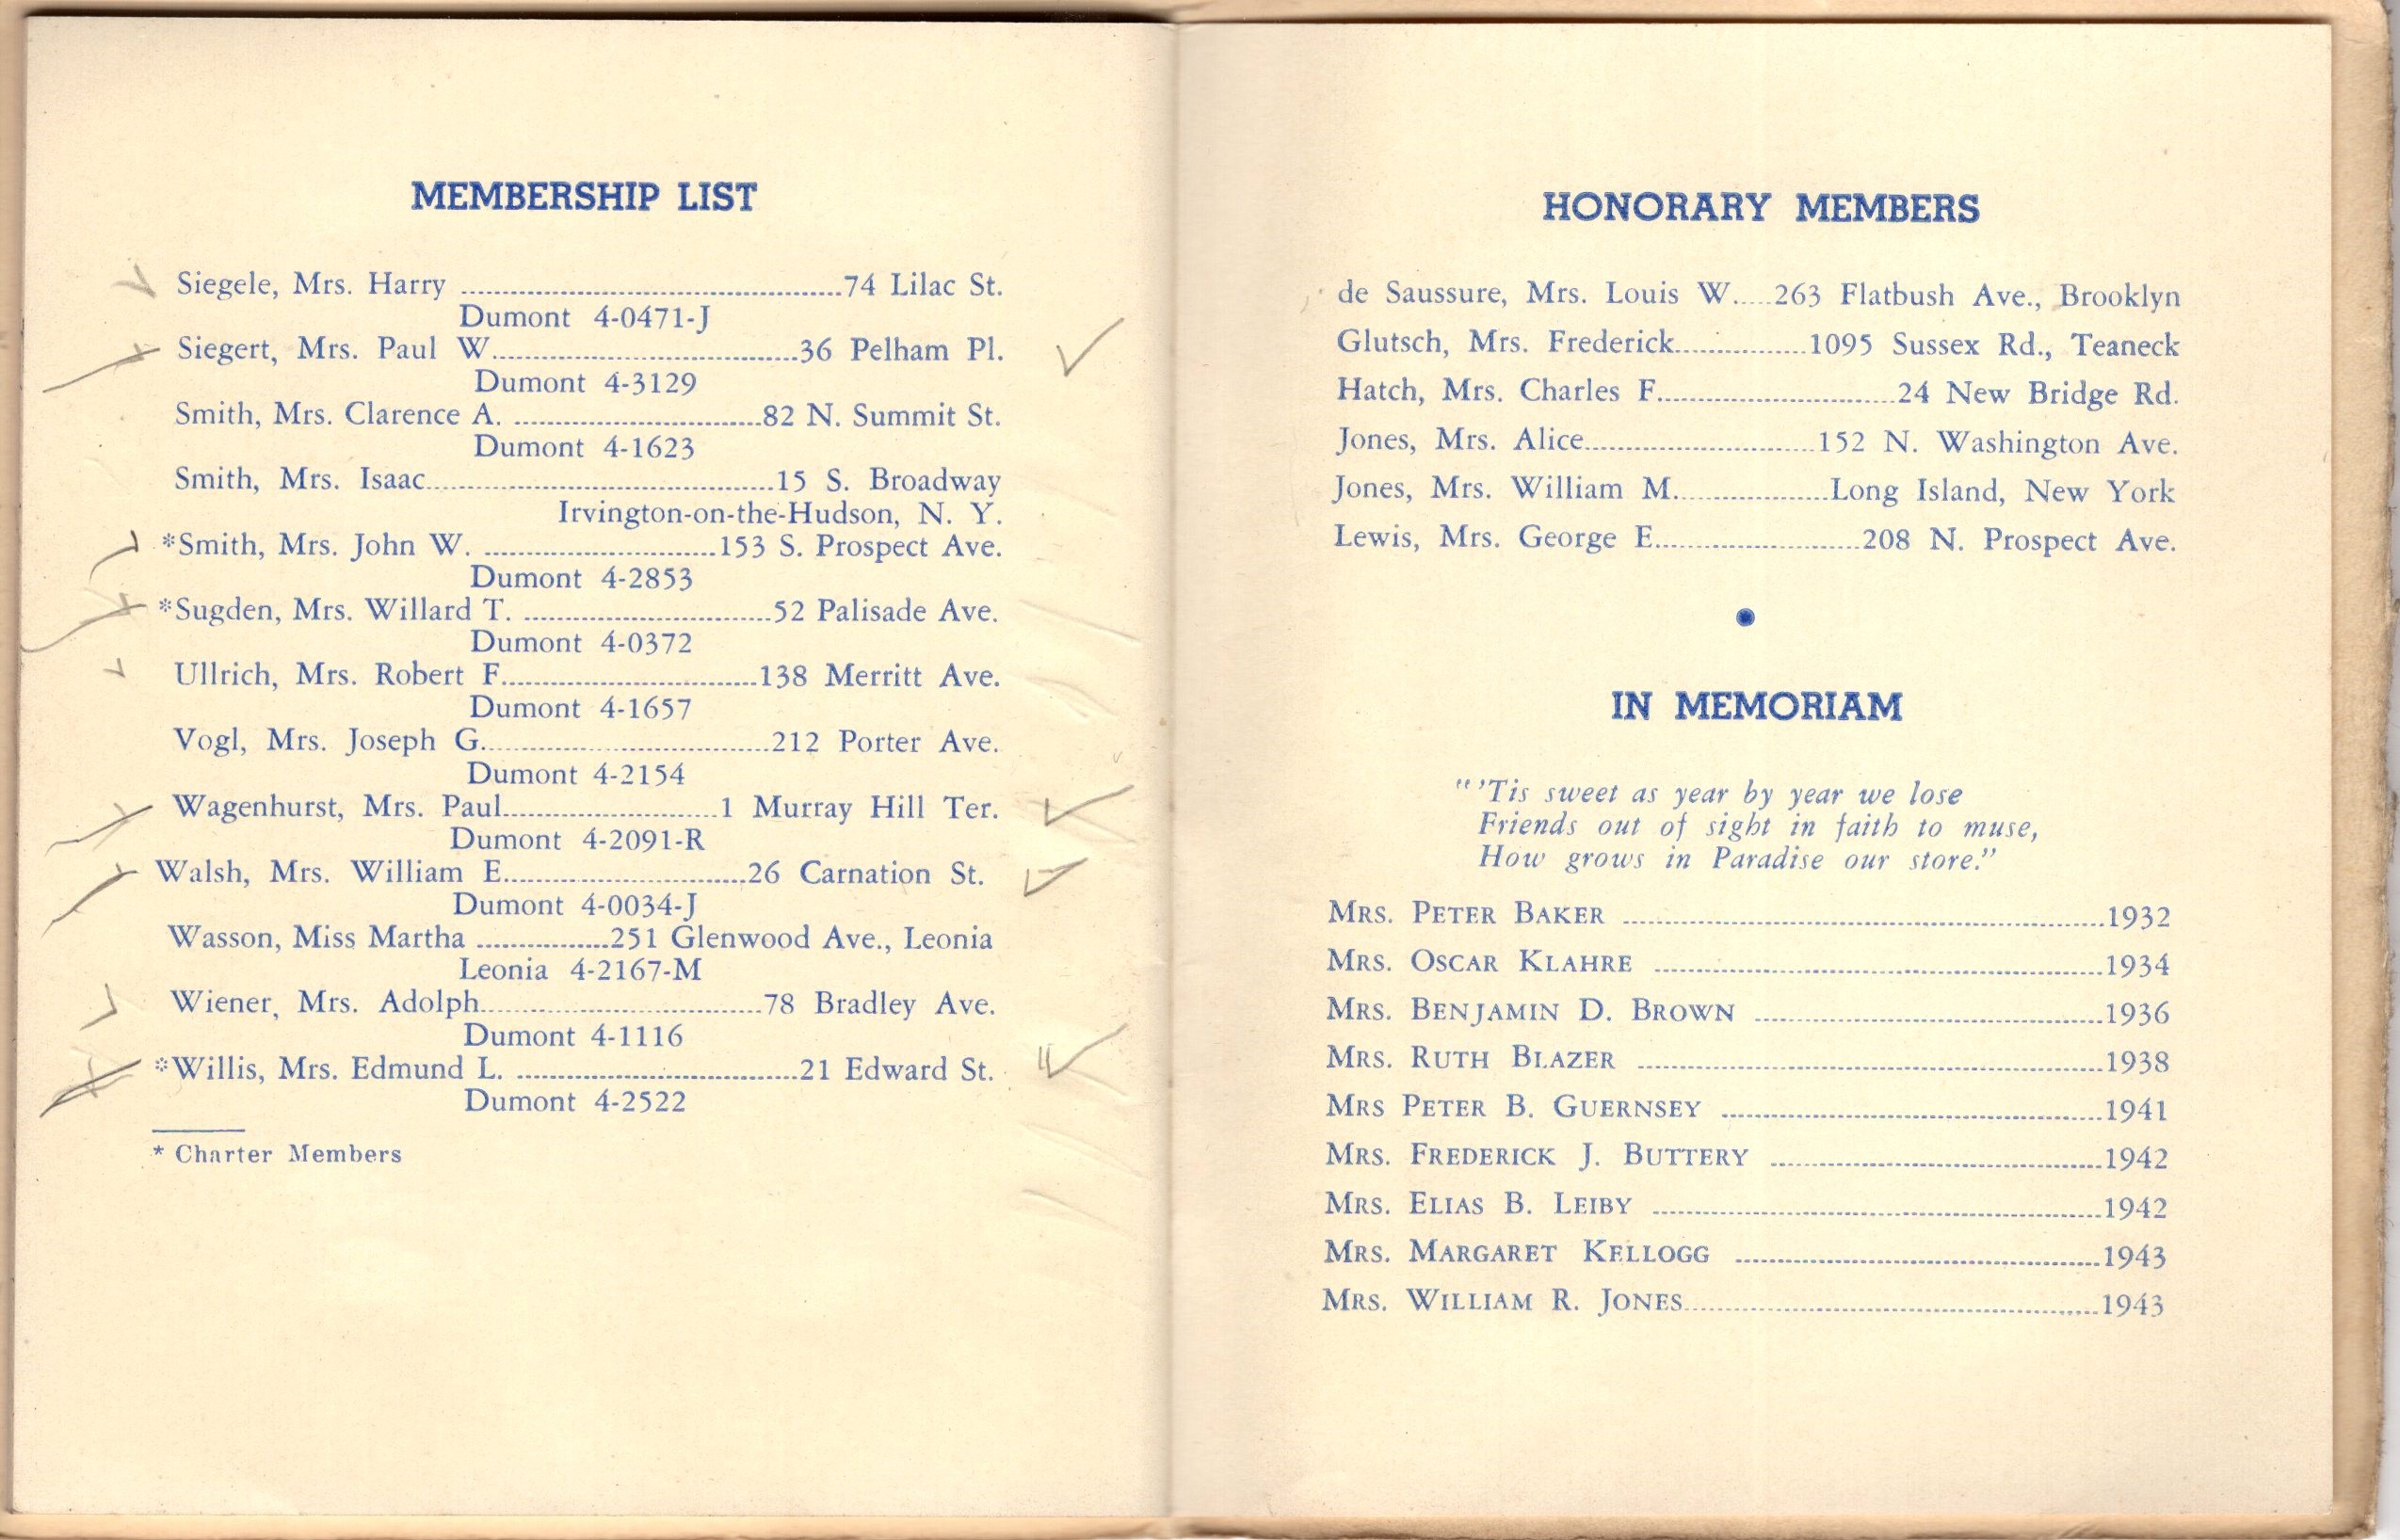 MEMBERSHIP LIST
Siegele, Mrs. Harry ................74 Lilac St.
Dumont 4-0471-J
Siegert, Mrs. Paul W................36 Pelham Pl.
Dumont 4-3129
Smith, Mrs. Clarence A. ................82 N. Summit St.
Dumont 4-1623
Smith, Mrs. Isaac................15 S. Broadway
Irvington-on-the-Hudson, N. Y.
*Smith, Mrs. John W. ................153 S. Prospect Ave.
Dumont 4-2853
*Sugden, Mrs. Willard T. ................52 Palisade Ave.
Dumont 4-0372
Ullrich, Mrs. Robert F................138 Merritt Ave.
Dumont 4-1657
Vogl, Mrs. Joseph G................212 Porter Ave.
Dumont 4-2154
Wagenhurst, Mrs. Paul................1 Murray Hill Ter.
Dumont 4-2091-R
Walsh, Mrs. William E................26 Carnation St.
Dumont 4-0034-J
Wasson, Miss Martha ................251 Glenwood Ave., Leonia
Leonia 4-2167-M
Wiener, Mrs. Adolph................78 Bradley Ave.
Dumont 4-1116
*Willis, Mrs. Edmund L. ................21 Edward St.
Dumont 4-2522
* Charter Members
HONORARY MEMBERS
de Saussure, Mrs. Louis W.....263 Flatbush Ave., Brooklyn
Glutsch, Mrs. Frederick................1095 Sussex Rd., Teaneck
Hatch, Mrs. Charles F................24 New Bridge Rd.
Jones, Mrs. Alice................152 N. Washington Ave.
Jones, Mrs. William M................Long Island, New York
Lewis, Mrs. George E................208 N. Prospect Ave.
IN MEMORIAM
"'Tis sweet as year by year we lose
Friends out of sight in faith to muse,
How grows in Paradise our store."
MRS. PETER BAKER ................1932
MRS. OSCAR KLAHRE ................1934
MRS. BENJAMIN D. BROWN ................1936
MRS. RUTH BLAZER ................1938
MRS PETER B. GUERNSEY ................1941
MRS. FREDERICK J. BUTTERY ................1942
MRS. ELIAS B. LEIBY ................1942
MRS. MARGARET KELLOGG ................1943
MRS. WILLIAM R. JONES................1943